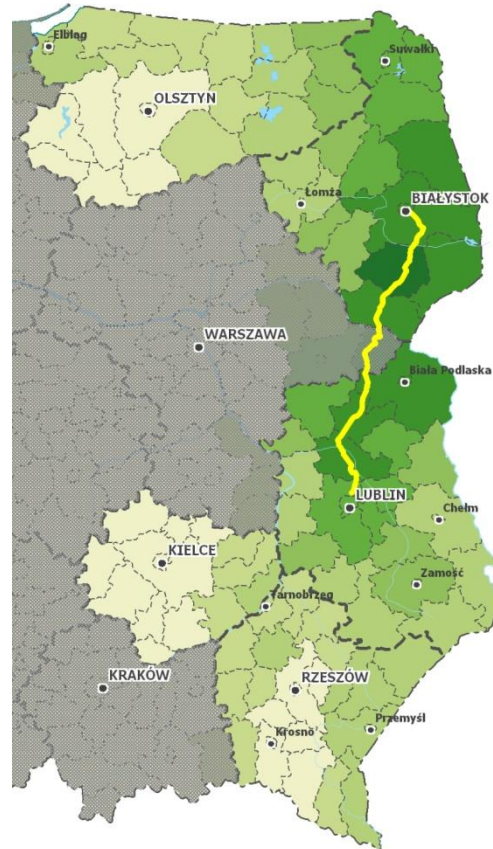 Elbląg
Suwałki
OLSZTYN
BIAŁYSTOK
Łomża
WARSZAWA
Biała Podlaska
LUBLIN
Chełm
KIELCE
Zamość
Tarnobrzeg
KRAKÓW
RZESZÓW
Przemyśl
Krosno